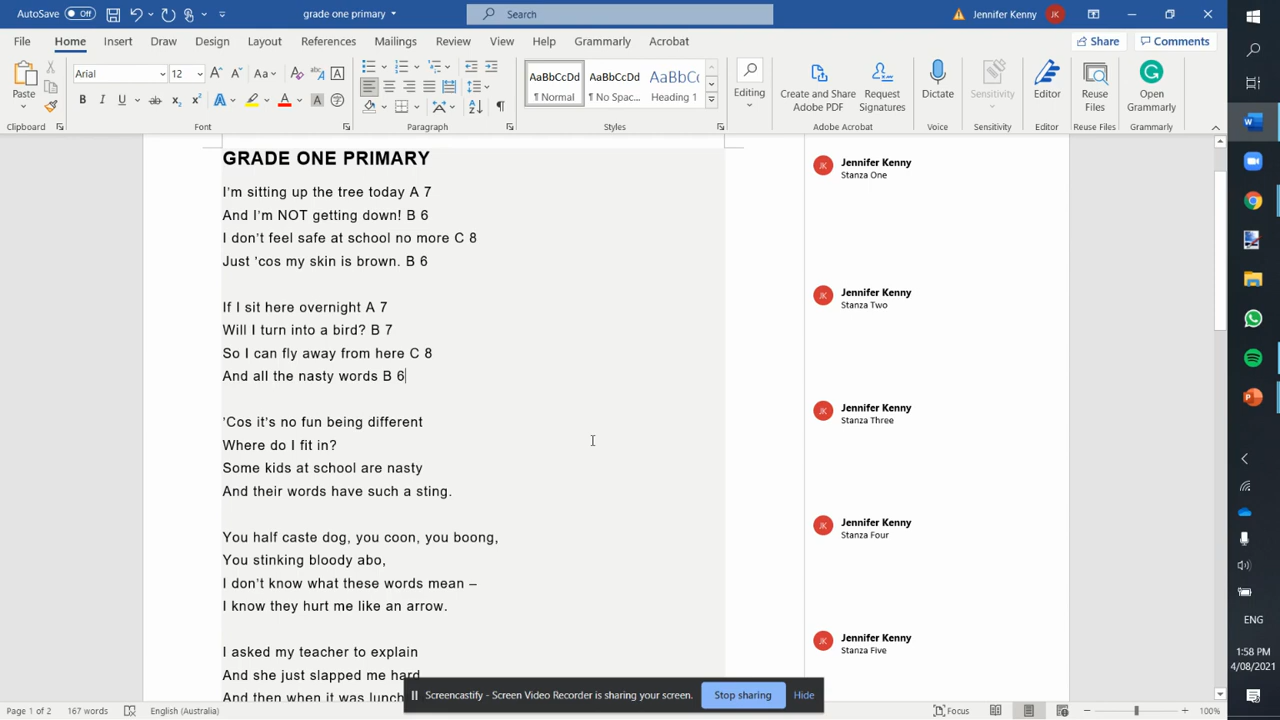 AutoSave Off grade one primary Search Jennifer Kenny JK
File Home Insert Draw Design Layout References Mailings Review View Help Grammarly Acrobat Share Comments
Paste Arial 12 AaBbCcDd AaBbCcDd AaBbCc Editing Create and Share Adobe PDF Request Signatures Dictate Sensitivity Editor Reuse Files Open Grammarly
¶ Normal ¶ No Spac... Heading 1
Clipboard Font Paragraph Styles Adobe Acrobat Voice Sensitivity Editor Reuse Files Grammarly
GRADE ONE PRIMARY
I'm sitting up the tree today A 7
And I'm NOT getting down! B 6
I don't feel safe at school no more C 8
Just 'cos my skin is brown. B 6
If I sit here overnight A 7
Will I turn into a bird? B 7
So I can fly away from here C 8
And all the nasty words B 6
'Cos it's no fun being different
Where do I fit in?
Some kids at school are nasty
And their words have such a sting.
You half caste dog, you coon, you boong,
You stinking bloody abo,
I don't know what these words mean –
I know they hurt me like an arrow.
I asked my teacher to explain
And she just slapped me hard
And then when it was lunch
JK Jennifer Kenny
Stanza One
JK Jennifer Kenny
Stanza Two
JK Jennifer Kenny
Stanza Three
JK Jennifer Kenny
Stanza Four
JK Jennifer Kenny
Stanza Five
Screencastify - Screen Video Recorder is sharing your screen. Stop sharing Hide
Page 1 of 2 167 words English (Australia) Focus 100%
ENG
1:58 PM
4/08/2021